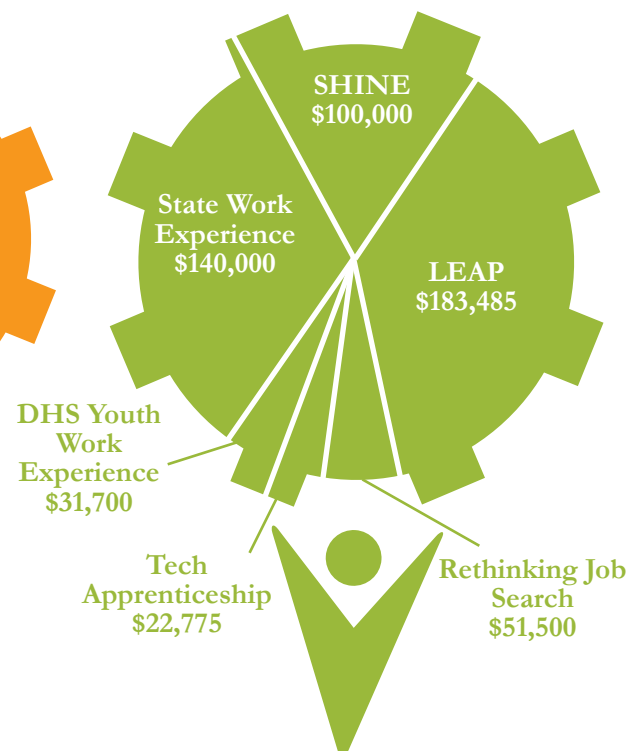 SHINE
$100,000
State Work
Experience
$140,000
LEAP
$183,485
DHS Youth
Work
Experience
$31,700
Tech
Apprenticeship
$22,775
Rethinking Job
Search
$51,500